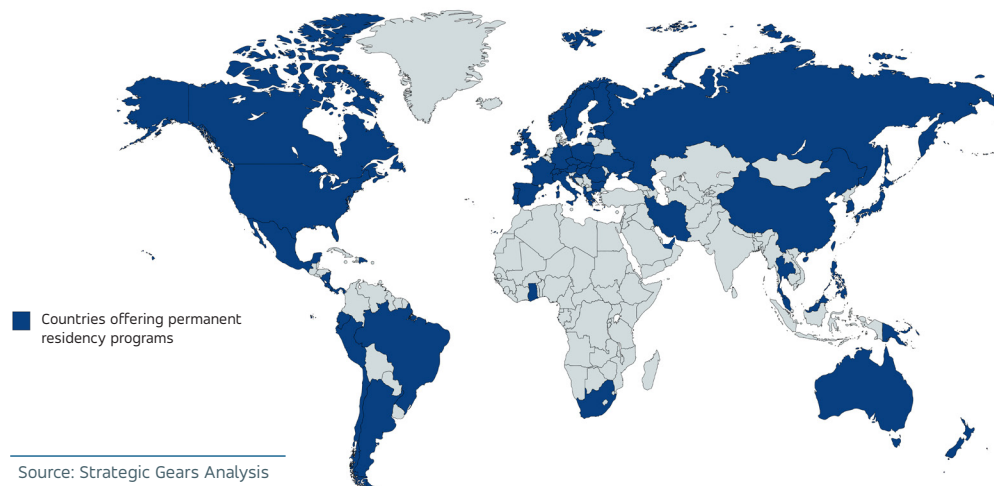 Countries offering permanent
residency programs
Source: Strategic Gears Analysis